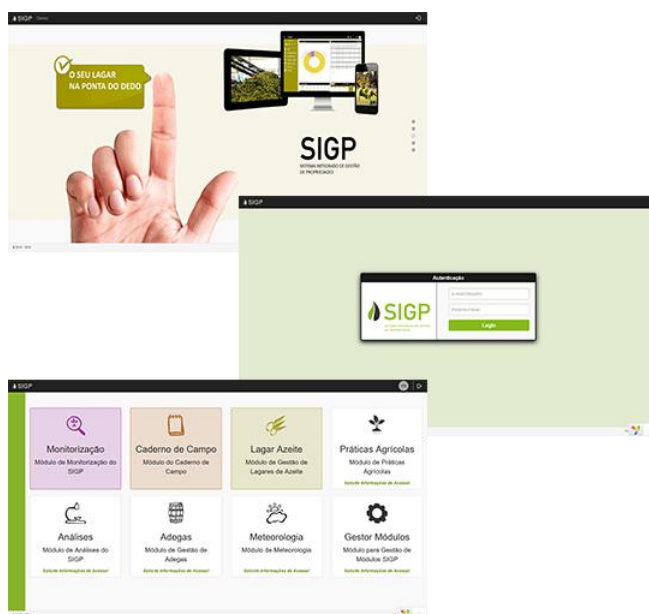 SIGP
O SEU LAGAR
NA PONTA DO DEDO
SIGP
SISTEMA INTEGRADO DE GESTÃO
DE PROPRIEDADES
SIGP
Autenticação
SIGP
Login
SIGP
Monitorização
Módulo de Monitorização do
SIGP
Caderno de Campo
Módulo do Caderno de
Campo
Lagar Azeite
Módulo de Gestão de
Lagares de Azeite
Práticas Agrícolas
Módulo de Práticas
Agrícolas
Solicite Informações de Acesso!
Análises
Módulo de Análises do
SIGP
Solicite Informações de Acesso!
Adegas
Módulo de Gestão de
Adegas
Solicite Informações de Acesso!
Meteorologia
Módulo de Meteorologia
Solicite Informações de Acesso!
Gestor Módulos
Módulo para Gestão de
Módulos SIGP
Solicite Informações de Acesso!